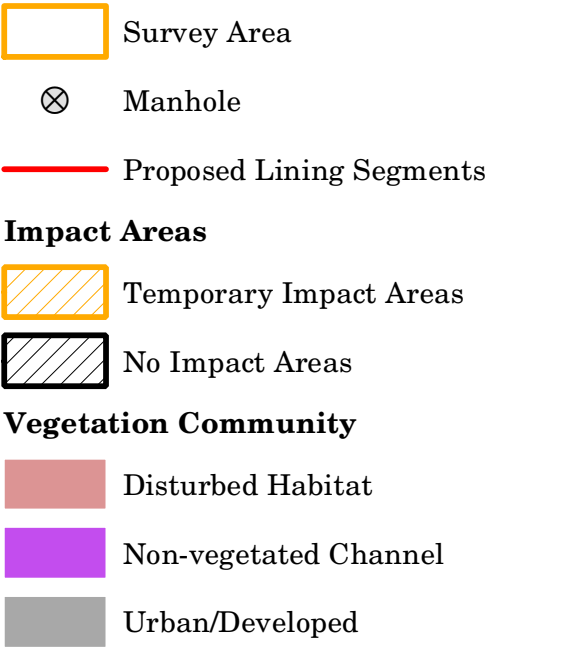 Survey Area
Manhole
Proposed Lining Segments
Impact Areas
Temporary Impact Areas
No Impact Areas
Vegetation Community
Disturbed Habitat
Non-vegetated Channel
Urban/Developed